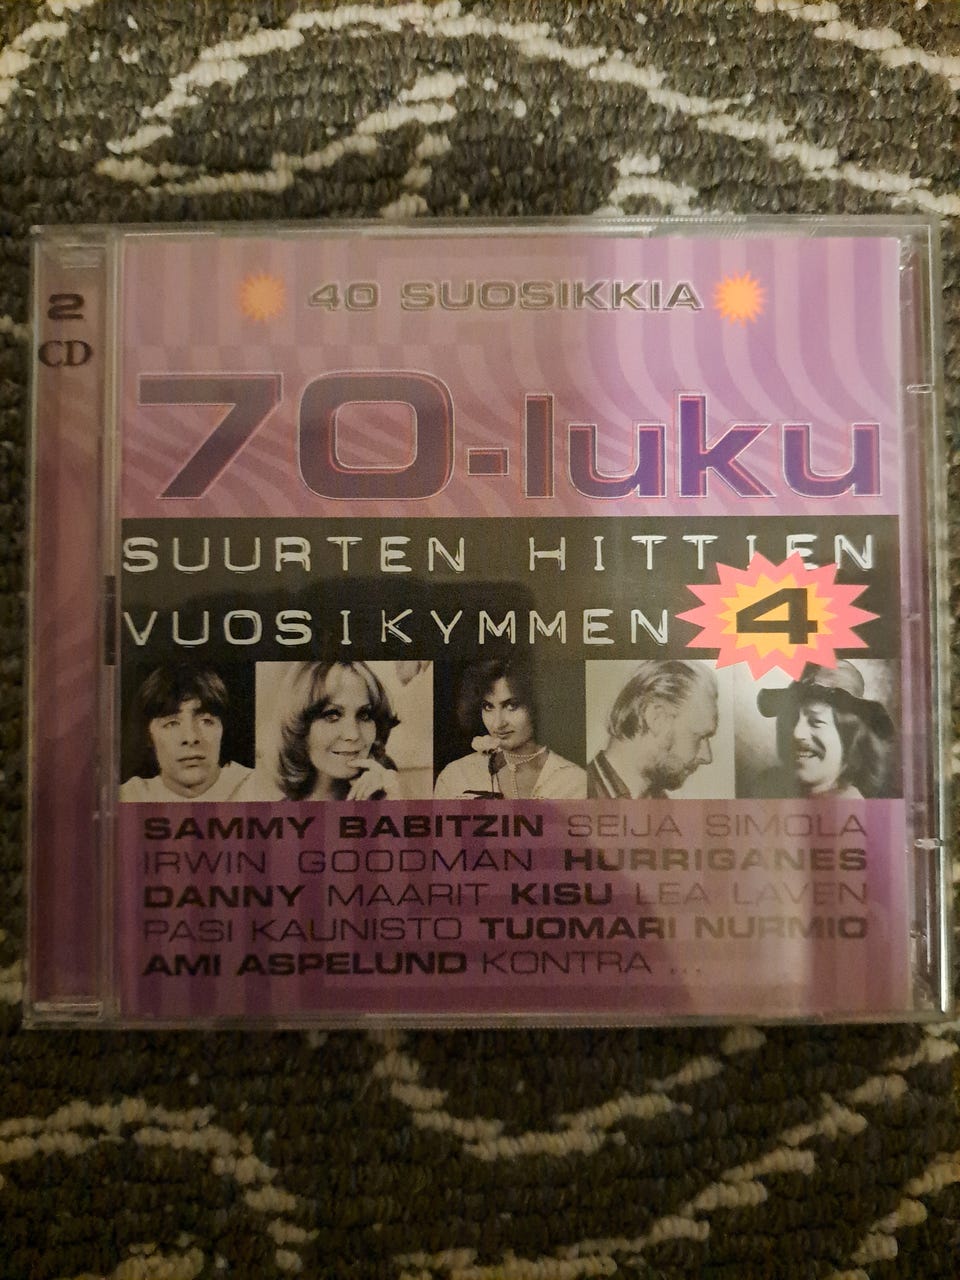 2
CD
40 SUOSIKKIA
70-luku
SUURTEN HITTIEN
VUOSIKYMMEN 4
SAMMY BABITZIN SEIJA SIMOLA
IRWIN GOODMAN HURRIGANES
DANNY MAARIT KISU LEA LAVEN
PASI KAUNISTO TUOMARI NURMIO
AMI ASPELUND KONTRA ...